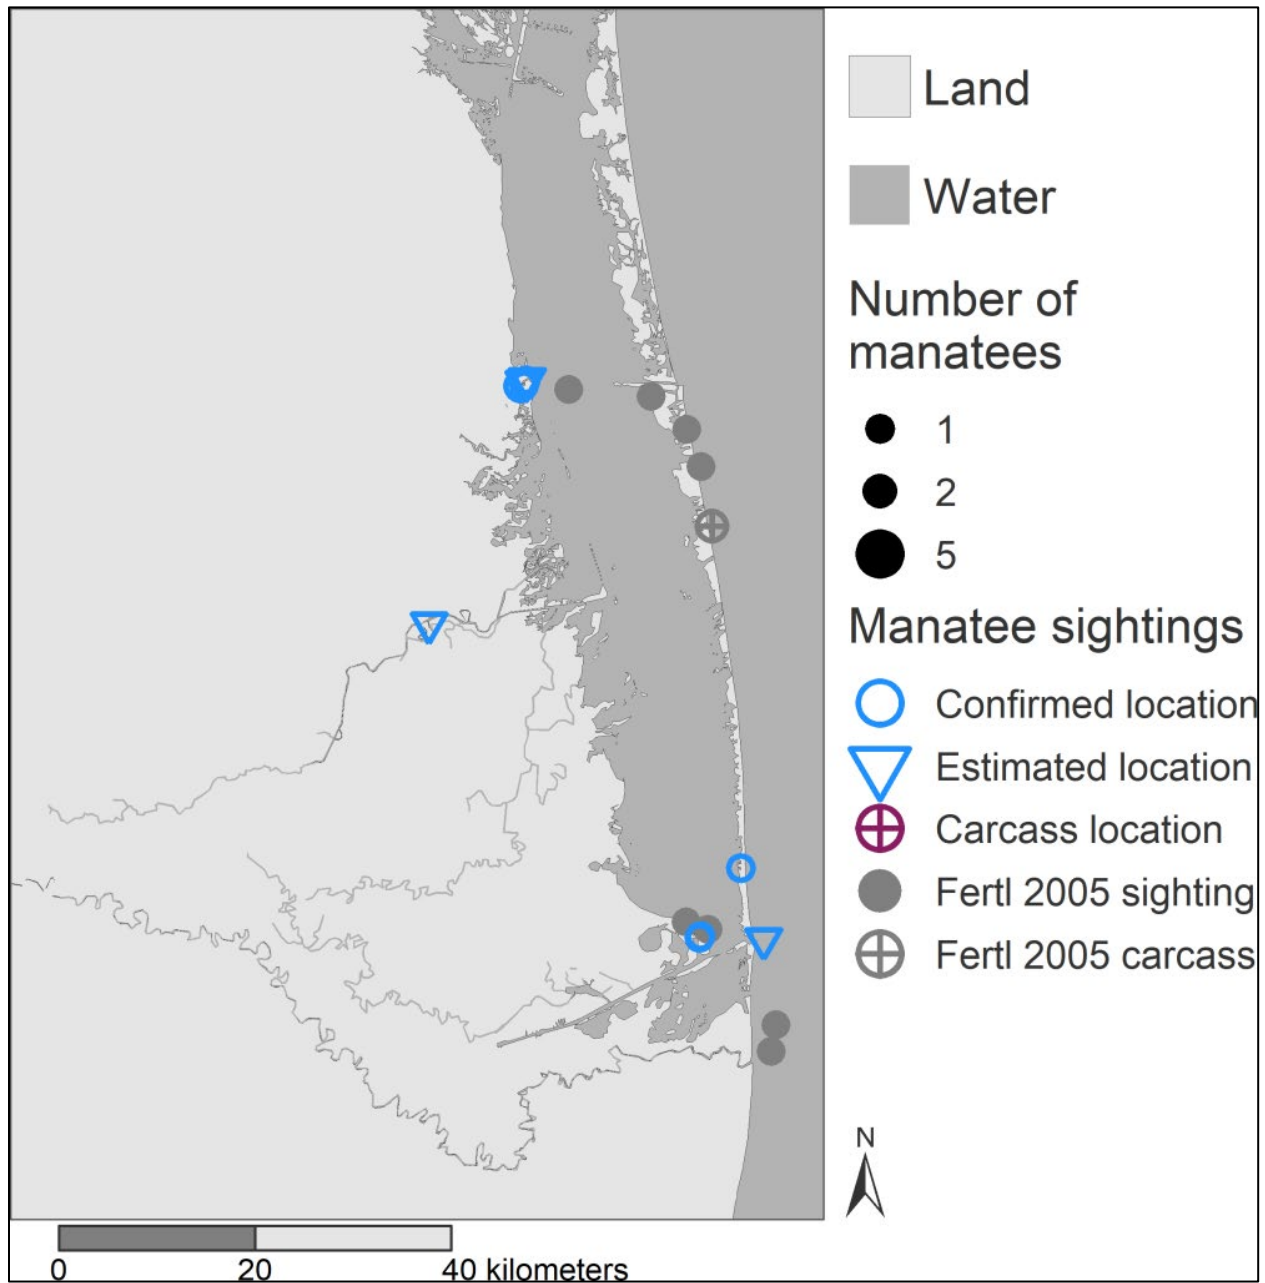 Land
Water
Number of
manatees
1
2
5
Manatee sightings
Confirmed location
Estimated location
Carcass location
Fertl 2005 sighting
Fertl 2005 carcass
N
0 20 40 kilometers